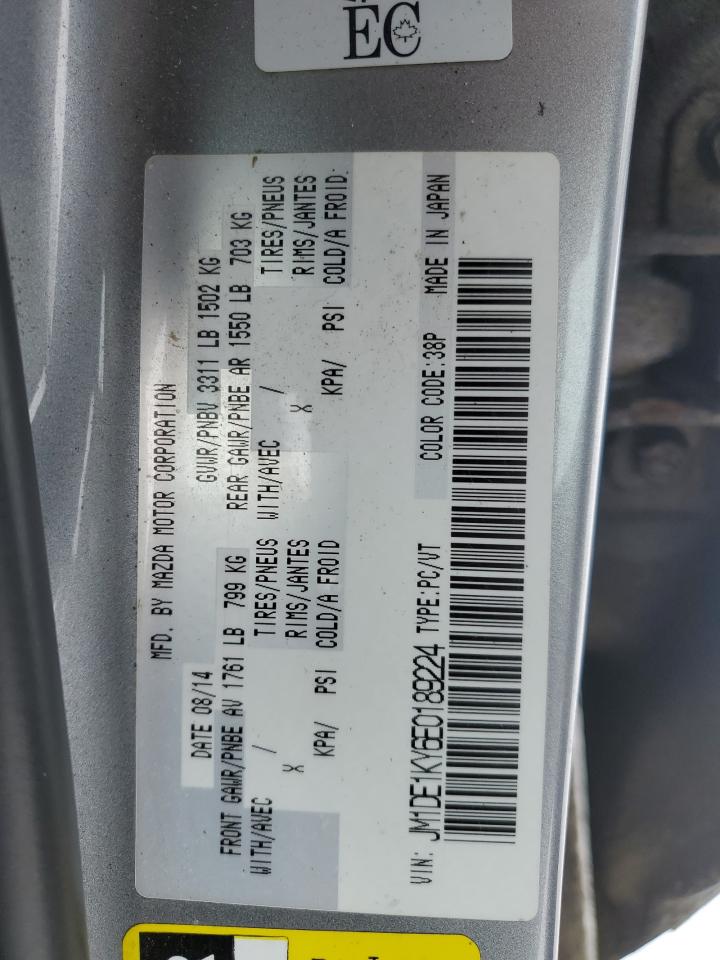 EC
MFD. BY MAZDA MOTOR CORPORATION
DATE 08/14 GVWR/PNBV 3311 LB 1502 KG
FRONT GAWR/PNBE AV 1761 LB 799 KG REAR GAWR/PNBE AR 1550 LB 703 KG
WITH/AVEC / TIRES/PNEUS WITH/AVEC / TIRES/PNEUS
X RIMS/JANTES X RIMS/JANTES
KPA/ PSI COLD/A FROID KPA/ PSI COLD/A FROID.
VIN: JM1DE1KY6E0189224 TYPE:PC/VT COLOR CODE:38P MADE IN JAPAN